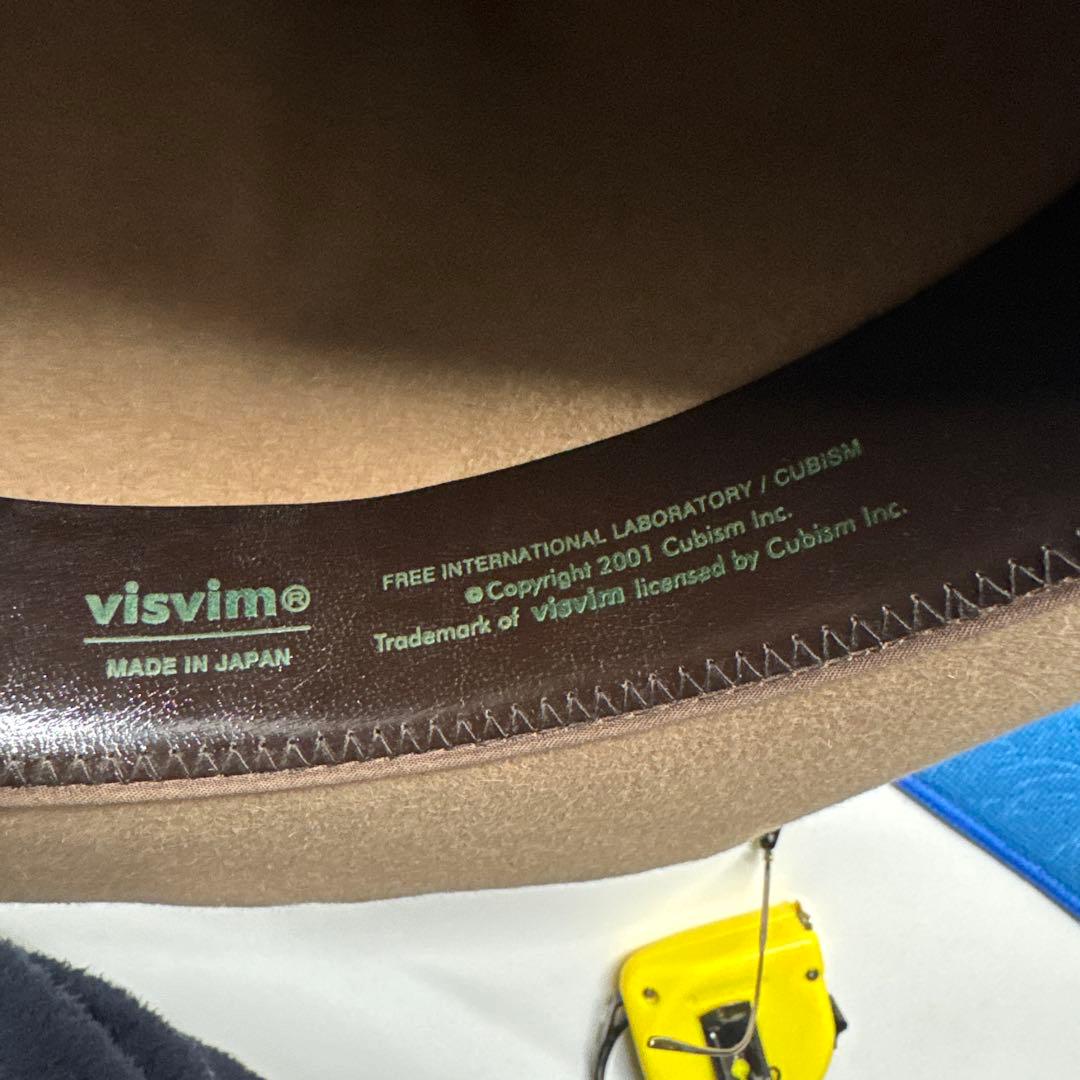 visvim®
MADE IN JAPAN
FREE INTERNATIONAL LABORATORY / CUBISM
©Copyright 2001 Cubism Inc.
Trademark of visvim licensed by Cubism Inc.